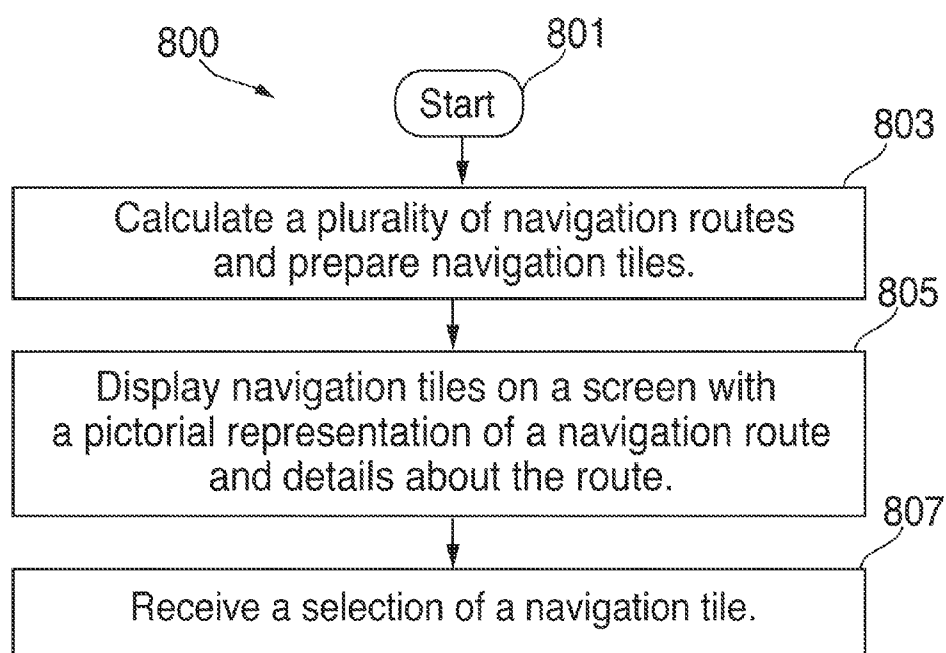 800
801
Start
803
Calculate a plurality of navigation routes
and prepare navigation tiles.
805
Display navigation tiles on a screen with
a pictorial representation of a navigation route
and details about the route.
807
Receive a selection of a navigation tile.